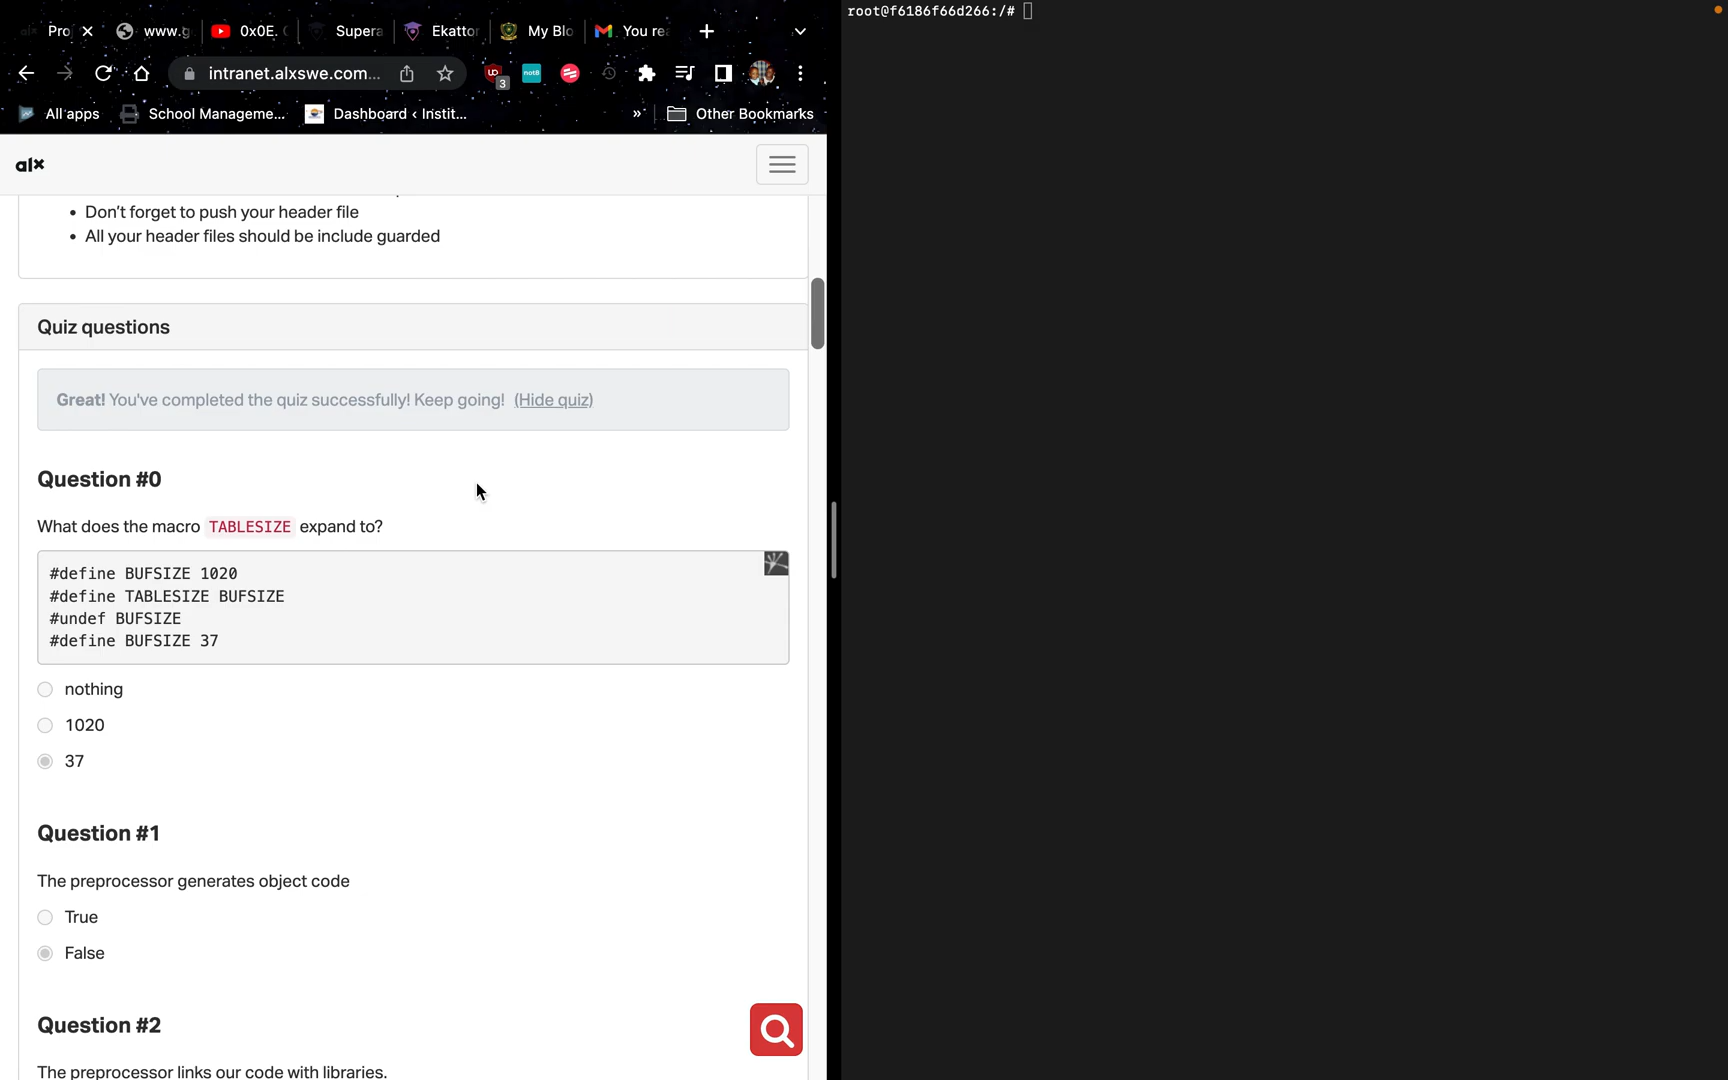 Pro
www.g
0x0E.
Supera
Ekattor
My Blo
You rea
root@f6186f66d266:/#
intranet.alxswe.com...
3
not8
All apps
School Manageme...
Dashboard ‹ Instit...
»
Other Bookmarks
alx
• Don't forget to push your header file
• All your header files should be include guarded
Quiz questions
Great! You've completed the quiz successfully! Keep going! (Hide quiz)
Question #0
What does the macro TABLESIZE expand to?
#define BUFSIZE 1020
#define TABLESIZE BUFSIZE
#undef BUFSIZE
#define BUFSIZE 37
nothing
1020
37
Question #1
The preprocessor generates object code
True
False
Question #2
The preprocessor links our code with libraries.